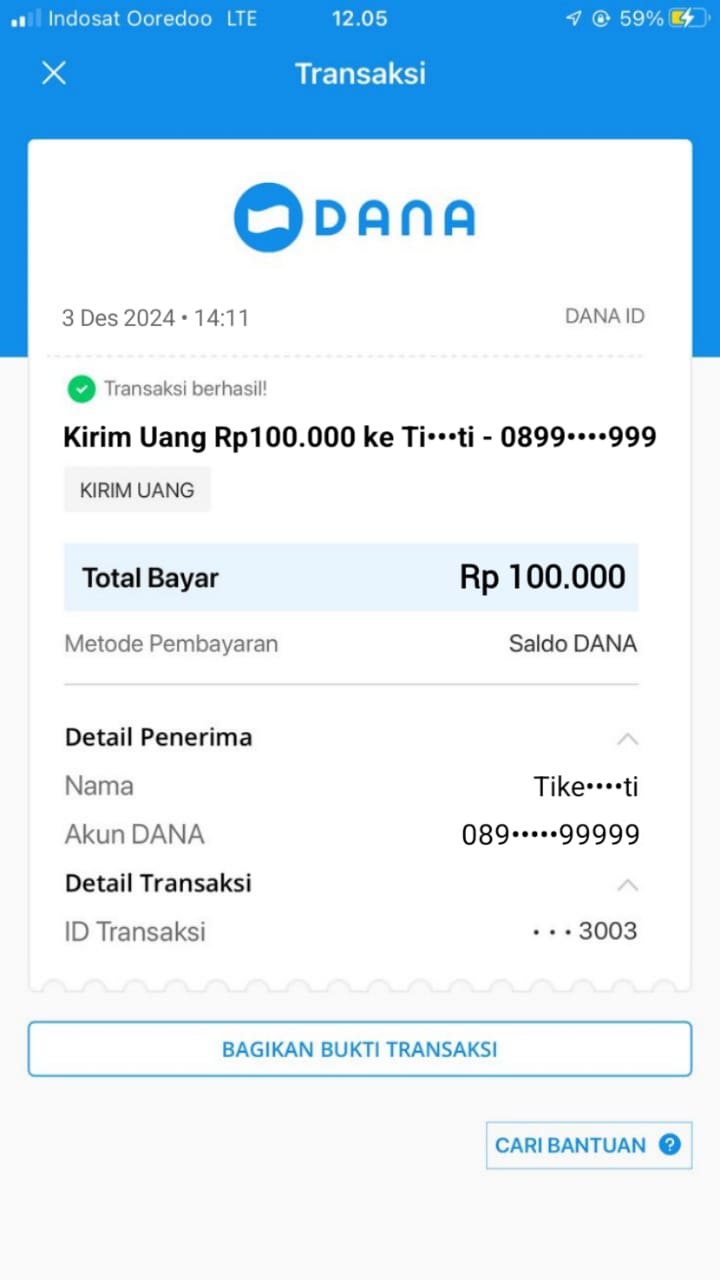 Indosat Ooredoo LTE 12.05 59%
Transaksi
DANA
3 Des 2024 • 14:11 DANA ID
Transaksi berhasil!
Kirim Uang Rp100.000 ke Ti•••ti - 0899••••999
KIRIM UANG
Total Bayar Rp 100.000
Metode Pembayaran Saldo DANA
Detail Penerima
Nama Tike••••ti
Akun DANA 089•••••99999
Detail Transaksi
ID Transaksi • • • 3003
BAGIKAN BUKTI TRANSAKSI
CARI BANTUAN ?